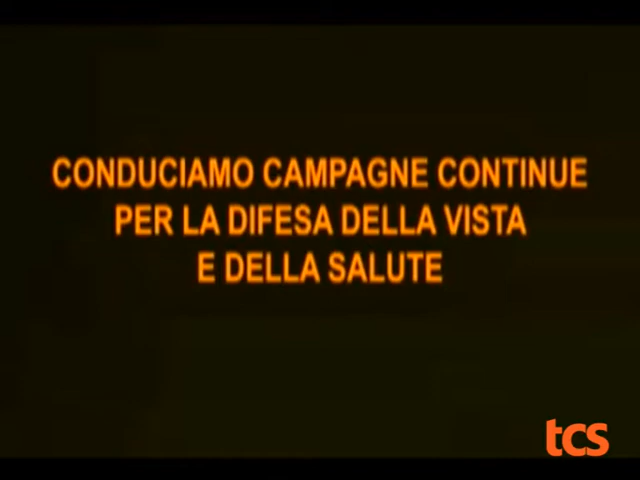 CONDUCIAMO CAMPAGNE CONTINUE
PER LA DIFESA DELLA VISTA
E DELLA SALUTE
tcs